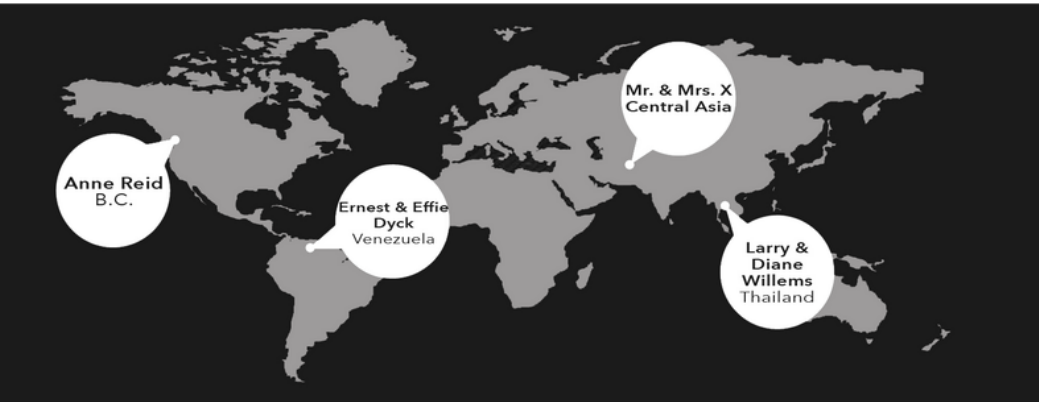 Anne Reid
B.C.
Ernest & Effie
Dyck
Venezuela
Mr. & Mrs. X
Central Asia
Larry &
Diane
Willems
Thailand